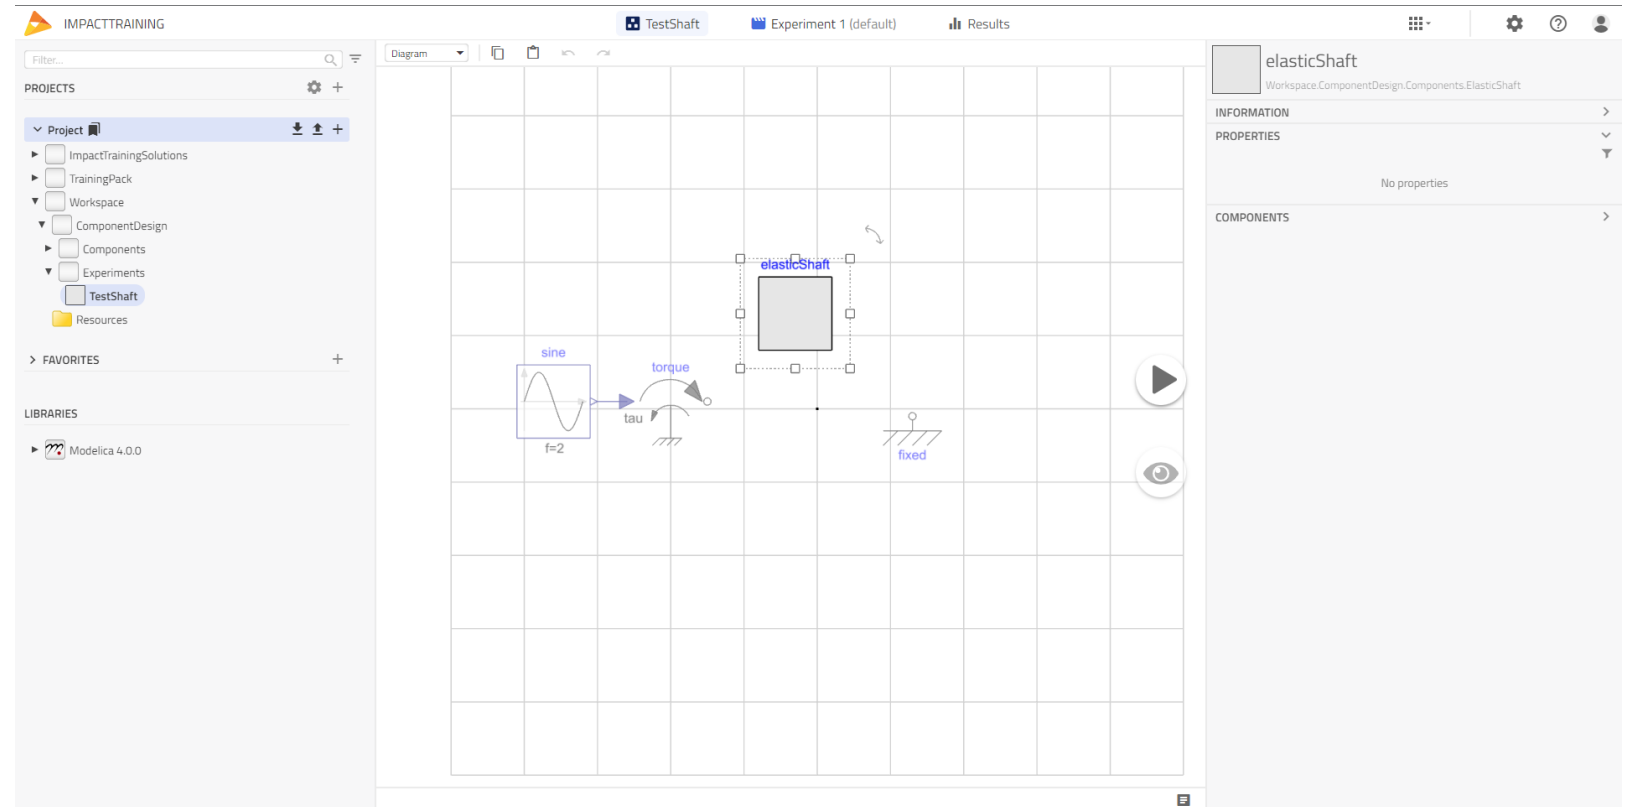 IMPACTTRAINING
TestShaft
Experiment 1 (default)
Results
Filter...
PROJECTS
Project
ImpactTrainingSolutions
TrainingPack
Workspace
ComponentDesign
Components
Experiments
TestShaft
Resources
FAVORITES
LIBRARIES
Modelica 4.0.0
Diagram
elasticShaft
sine
torque
tau
f=2
fixed
elasticShaft
Workspace.ComponentDesign.Components.ElasticShaft
INFORMATION
PROPERTIES
No properties
COMPONENTS